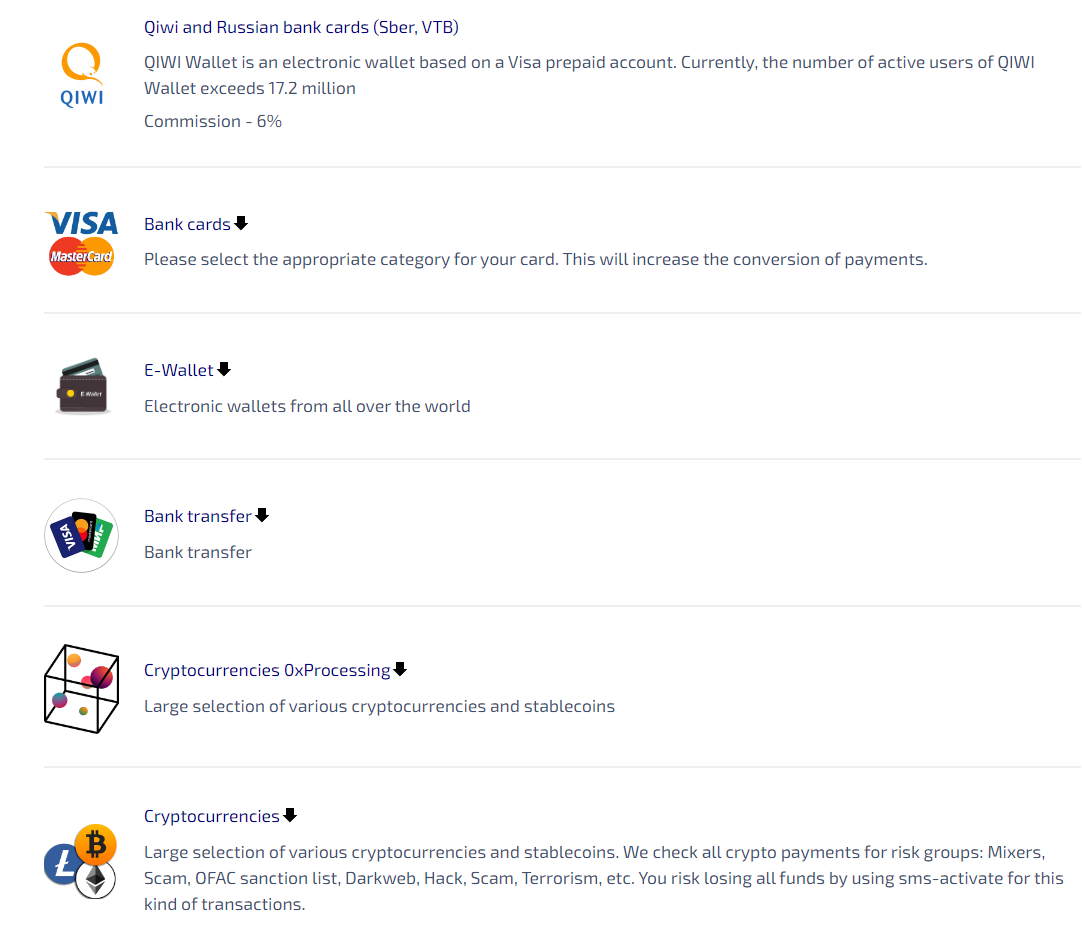 Qiwi and Russian bank cards (Sber, VTB)
QIWI Wallet is an electronic wallet based on a Visa prepaid account. Currently, the number of active users of QIWI
Wallet exceeds 17.2 million
QIWI
Commission - 6%
VISA
Bank cards
MasterCard
Please select the appropriate category for your card. This will increase the conversion of payments.
E-Wallet
E-Wallet
Electronic wallets from all over the world
Bank transfer
VISA
Bank transfer
Cryptocurrencies 0xProcessing
Large selection of various cryptocurrencies and stablecoins
Cryptocurrencies
Large selection of various cryptocurrencies and stablecoins. We check all crypto payments for risk groups: Mixers,
Scam, OFAC sanction list, Darkweb, Hack, Scam, Terrorism, etc. You risk losing all funds by using sms-activate for this
kind of transactions.